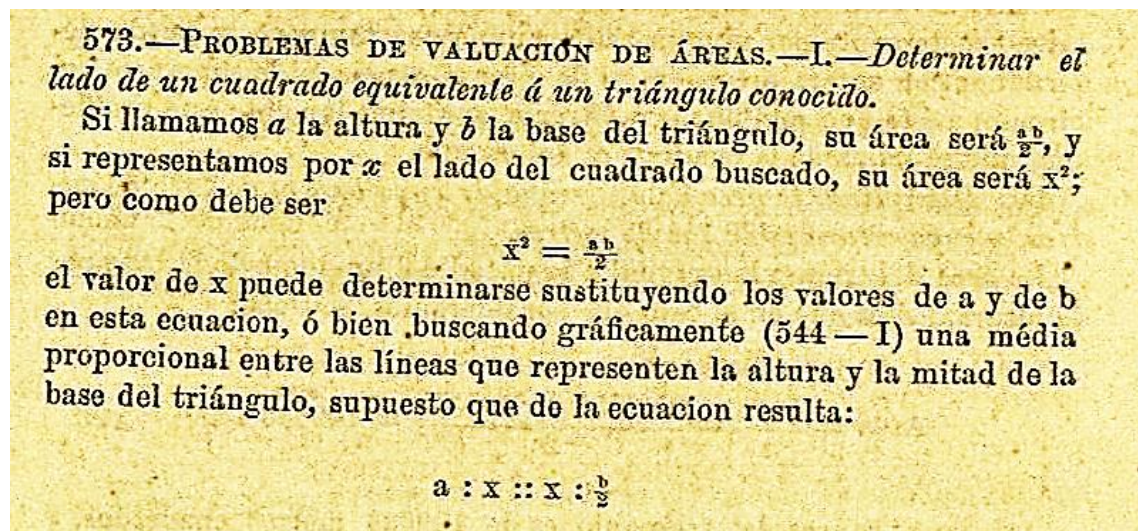 573.—PROBLEMAS DE VALUACIÓN DE ÁREAS.—I.—Determinar el
lado de un cuadrado equivalente á un triángulo conocido.
Si llamamos a la altura y b la base del triángulo, su área será ab/2, y
si representamos por x el lado del cuadrado buscado, su área será x²;
pero como debe ser
x² = ab/2
el valor de x puede determinarse sustituyendo los valores de a y de b
en esta ecuacion, ó bien buscando gráficamente (544 — I) una média
proporcional entre las líneas que representen la altura y la mitad de la
base del triángulo, supuesto que de la ecuacion resulta:
a : x :: x : b/2